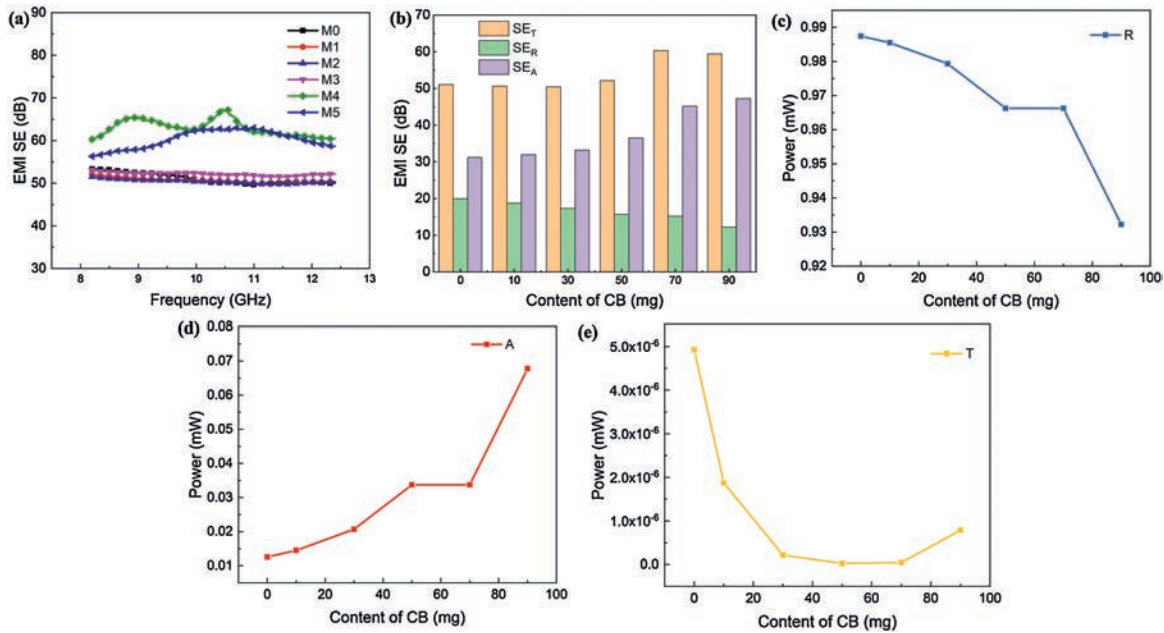 (a)
90
80
70
60
50
40
30
EMI SE (dB)
M0
M1
M2
M3
M4
M5
8 9 10 11 12 13
Frequency (GHz)
(b)
70
60
50
40
30
20
10
0
EMI SE (dB)
SE_T
SE_R
SE_A
0 10 30 50 70 90
Content of CB (mg)
(c)
0.99
0.98
0.96
0.95
0.93
0.92
Power (mW)
R
0 20 40 60 80 100
Content of CB (mg)
(d)
0.08
0.07
0.06
0.05
0.04
0.03
0.02
0.01
Power (mW)
A
0 20 40 60 80 100
Content of CB (mg)
(e)
5.0x10⁻⁶
4.0x10⁻⁶
3.0x10⁻⁶
2.0x10⁻⁶
1.0x10⁻⁶
0.0
Power (mW)
T
0 20 40 60 80 100
Content of CB (mg)